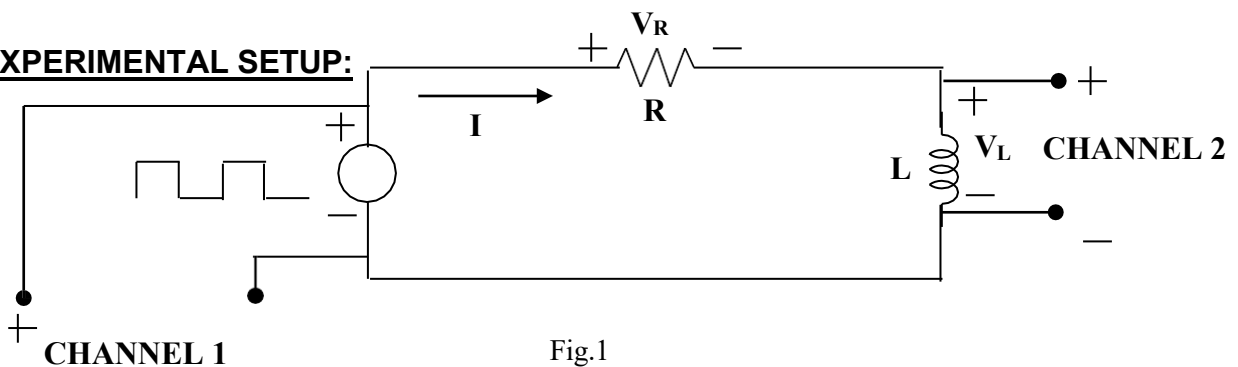 XPERIMENTAL SETUP:
VR
+ −
I
R
+
−
+
+
VL
L
−
−
CHANNEL 2
+
CHANNEL 1
Fig.1